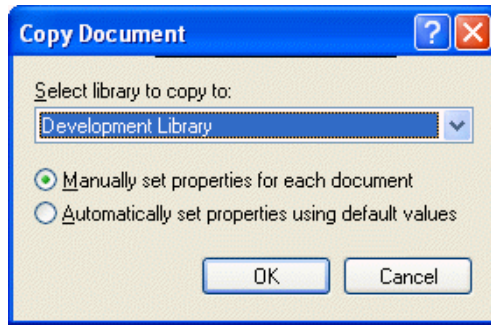 Copy Document
?
Select library to copy to:
Development Library
Manually set properties for each document
Automatically set properties using default values
OK Cancel